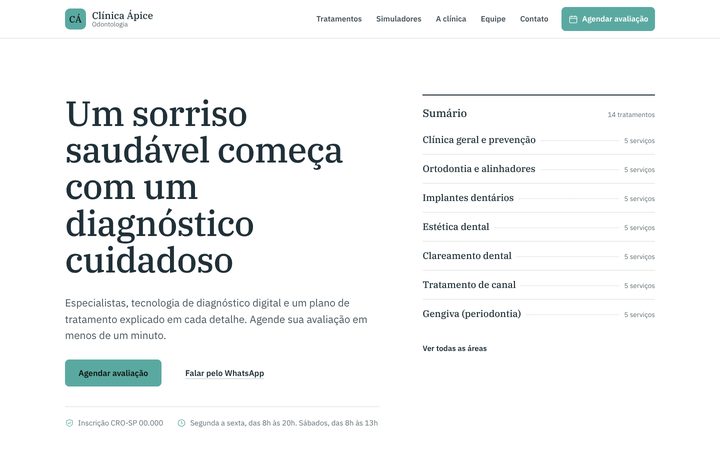 CÁ
Clínica Ápice
Odontologia
Tratamentos
Simuladores
A clínica
Equipe
Contato
Agendar avaliação
Um sorriso
saudável começa
com um
diagnóstico
cuidadoso
Especialistas, tecnologia de diagnóstico digital e um plano de
tratamento explicado em cada detalhe. Agende sua avaliação em
menos de um minuto.
Agendar avaliação
Falar pelo WhatsApp
Inscrição CRO-SP 00.000
Segunda a sexta, das 8h às 20h. Sábados, das 8h às 13h
Sumário
14 tratamentos
Clínica geral e prevenção
5 serviços
Ortodontia e alinhadores
5 serviços
Implantes dentários
5 serviços
Estética dental
5 serviços
Clareamento dental
5 serviços
Tratamento de canal
5 serviços
Gengiva (periodontia)
5 serviços
Ver todas as áreas